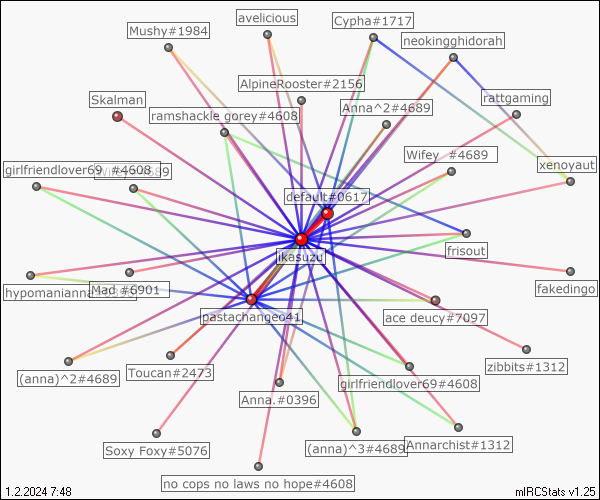 avelicious
Cypha#1717
Mushy#1984
neokingghidorah
AlpineRooster#2156
Skalman
rattgaming
Anna^2#4689
ramshackle gorey#4608
Wifey_#4689
xenoyaut
girlfriendlover69_#4608
default#0617
frisout
ikasuzu
fakedingo
hypomanianna
Mad_#6901
pastachange641
ace deucy#7097
zibbits#1312
(anna)^2#4689
Toucan#2473
girlfriendlover69#4608
Anna.#0396
Soxy Foxy#5076
(anna)^3#4689
Annarchist#1312
no cops no laws no hope#4608
1.2.2024 7:48
mIRCStats v1.25